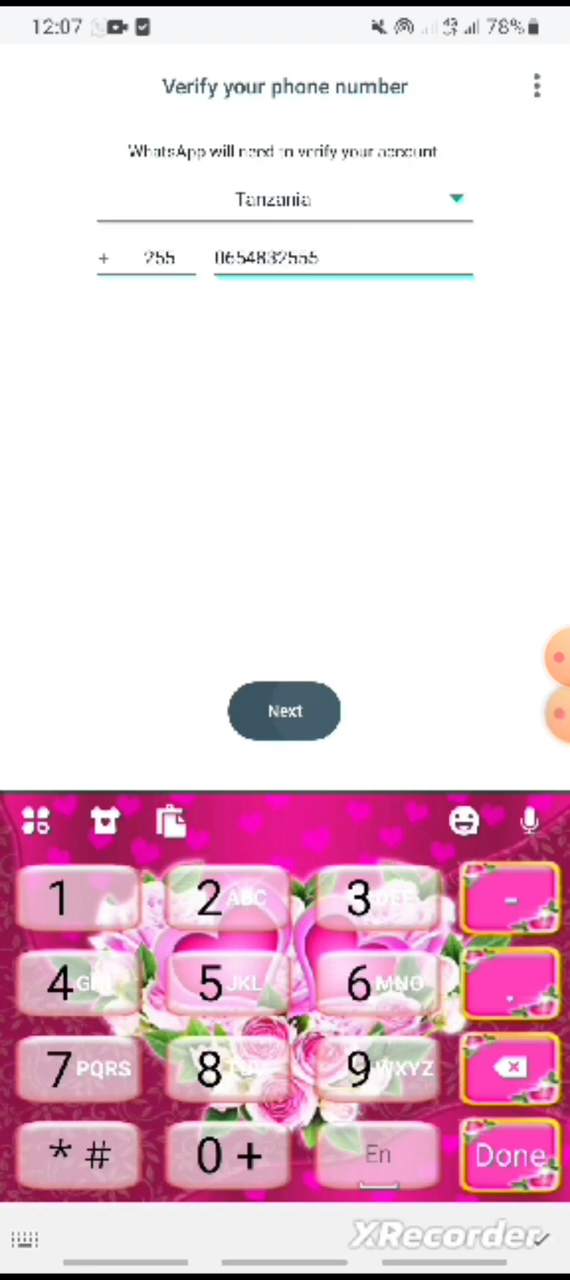 12:07 78%
Verify your phone number
WhatsApp will need to verify your account.
Tanzania
+ 255 0654832555
Next
1 2 ABC 3 DEF -
4 5 JKL 6 MNO .
7 PQRS 8 TUV 9 WXYZ
* # 0 + En Done
XRecorder